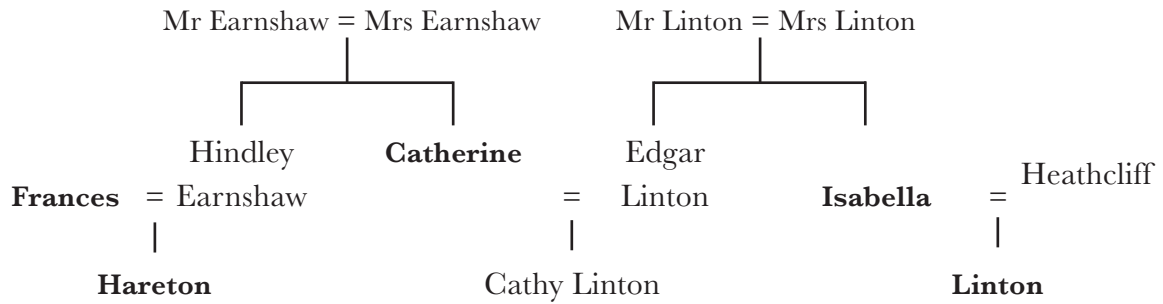 Mr Earnshaw = Mrs Earnshaw Mr Linton = Mrs Linton
Hindley Catherine Edgar
Heathcliff
Frances = Earnshaw = Linton Isabella =
Hareton Cathy Linton Linton